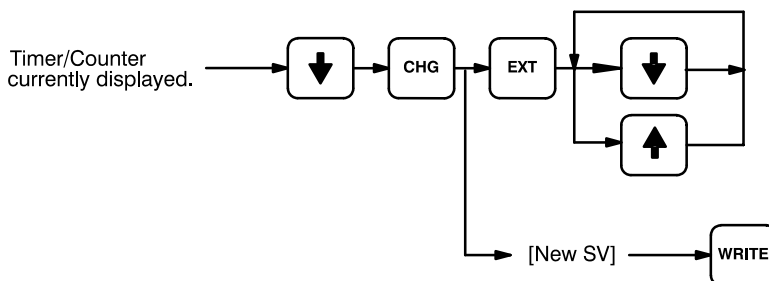 Timer/Counter
currently displayed.
CHG
EXT
[New SV]
WRITE